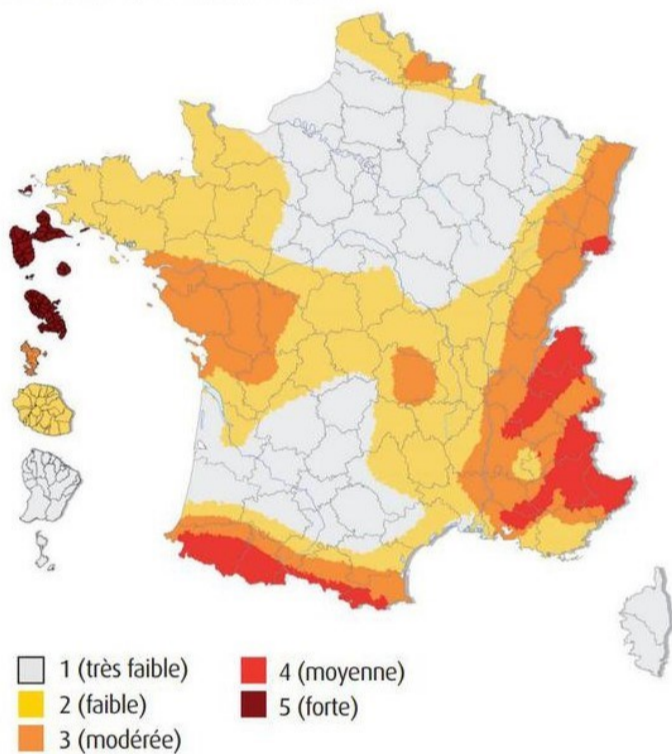 1 (très faible)
2 (faible)
3 (modérée)
4 (moyenne)
5 (forte)